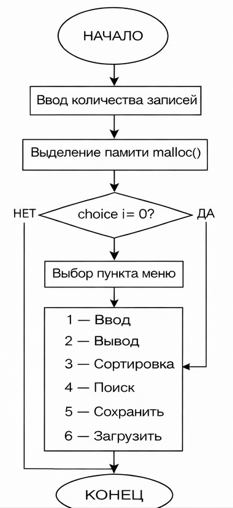 НАЧАЛО
Ввод количества записей
Выделение памяти malloc()
НЕТ
choice i= 0?
ДА
Выбор пункта меню
1 — Ввод
2 — Вывод
3 — Сортировка
4 — Поиск
5 — Сохранить
6 — Загрузить
КОНЕЦ